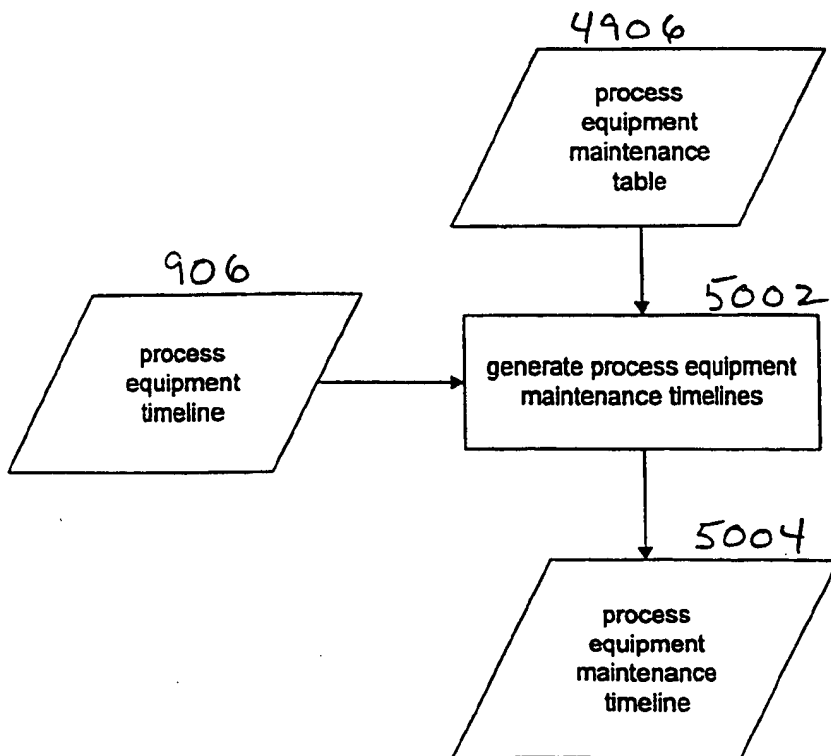 4906
process
equipment
maintenance
table
906
process
equipment
timeline
5002
generate process equipment
maintenance timelines
5004
process
equipment
maintenance
timeline